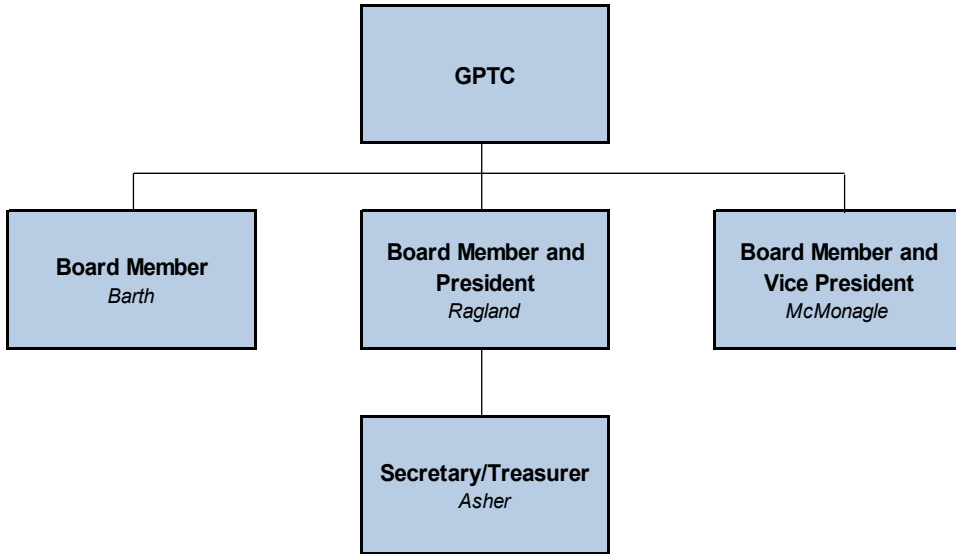 GPTC
Board Member
Barth
Board Member and
President
Ragland
Board Member and
Vice President
McMonagle
Secretary/Treasurer
Asher